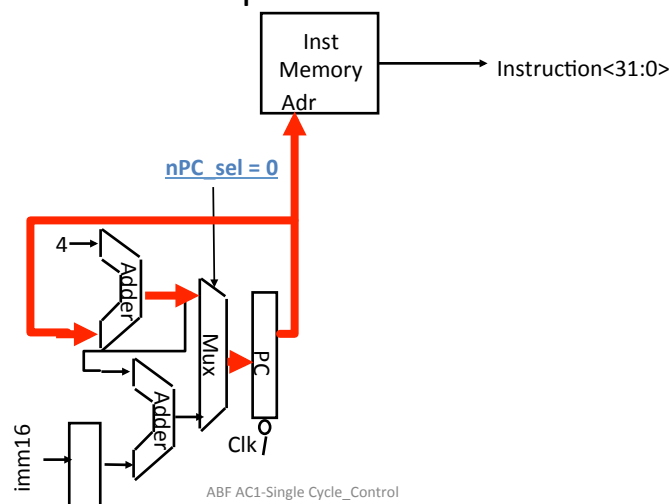 Inst
Memory
Adr
Instruction<31:0>
nPC_sel = 0
4
Adder
Mux
PC
Adder
imm16
Clk
ABF AC1-Single Cycle_Control